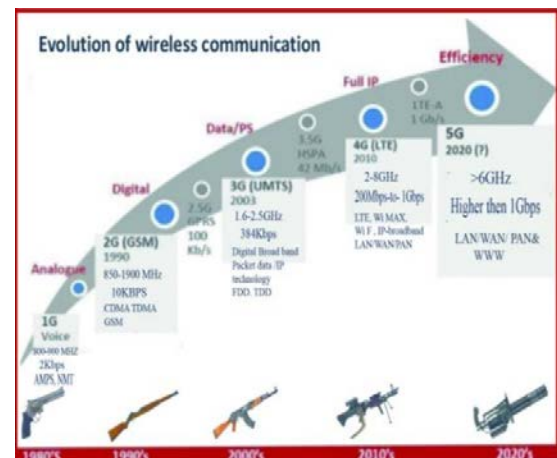 Evolution of wireless communication
Efficiency
Full IP
Data/PS
Digital
Analogue
1G
Voice
800-900 MHZ
2Kbps
AMPS, NMT
2G (GSM)
1990
850-1900 MHz
10KBPS
CDMA TDMA
GSM
2.5G
GPRS
100
Kb/s
3G (UMTS)
2003
1.6-2.5GHz
384Kbps
Digital Broad band
Packet data /IP
technology
FDD. TDD
3.5G
HSPA
42 Mb/s
4G (LTE)
2010
2-8GHz
200Mbps-to- 1Gbps
LTE, Wi MAX,
Wi F , IP-broadband
LAN/WAN/PAN
LTE-A
1 Gb/s
5G
2020 (?)
>6GHz
Higher then 1Gbps
LAN/WAN/ PAN&
WWW
1980'S
1990's
2000's
2010's
2020's